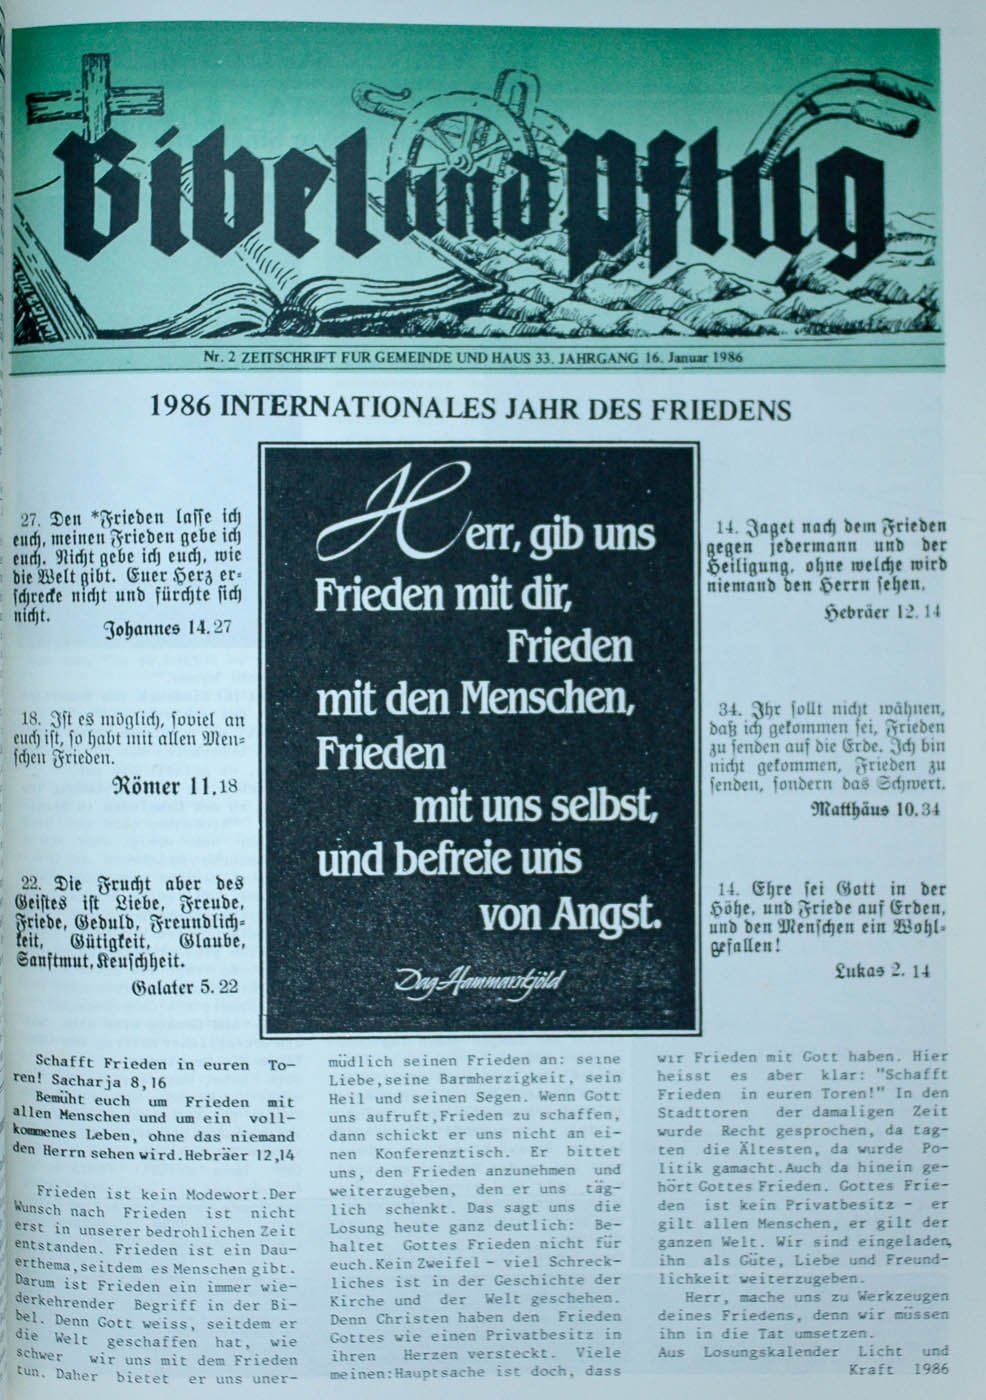 Bibel und Pflug
Nr. 2 ZEITSCHRIFT FUR GEMEINDE UND HAUS 33. JAHRGANG 16. Januar 1986
1986 INTERNATIONALES JAHR DES FRIEDENS
27. Den *Frieden lasse ich
euch, meinen Frieden gebe ich
euch. Nicht gebe ich euch, wie
die Welt gibt. Euer Herz er=
schrecke nicht und fürchte sich
nicht.
Johannes 14.27
18. Ist es möglich, soviel an
euch ist, so habt mit allen Men=
schen Frieden.
Römer 11.18
22. Die Frucht aber des
Geistes ist Liebe, Freude,
Friede, Geduld, Freundlich=
keit, Gütigkeit, Glaube,
Sanftmut, Keuschheit.
Galater 5.22
Herr, gib uns
Frieden mit dir,
Frieden
mit den Menschen,
Frieden
mit uns selbst,
und befreie uns
von Angst.
Dag Hammarskjöld
14. Jaget nach dem Frieden
gegen jedermann und der
Heiligung, ohne welche wird
niemand den Herrn sehen.
Hebräer 12.14
34. Ihr sollt nicht wähnen,
daß ich gekommen sei, Frieden
zu senden auf die Erde. Ich bin
nicht gekommen, Frieden zu
senden, sondern das Schwert.
Matthäus 10.34
14. Ehre sei Gott in der
Höhe, und Friede auf Erden,
und den Menschen ein Wohl=
gefallen!
Lukas 2. 14
Schafft Frieden in euren To-
ren! Sacharja 8,16
Bemüht euch um Frieden mit
allen Menschen und um ein voll-
kommenes Leben, ohne das niemand
den Herrn sehen wird.Hebräer 12,14
Frieden ist kein Modewort.Der
Wunsch nach Frieden ist nicht
erst in unserer bedrohlichen Zeit
entstanden. Frieden ist ein Dau-
erthema,seitdem es Menschen gibt.
Darum ist Frieden ein immer wie-
derkehrender Begriff in der Bi-
bel. Denn Gott weiss, seitdem er
die Welt geschaffen hat, wie
schwer wir uns mit dem Frieden
tun. Daher bietet er uns uner-
müdlich seinen Frieden an: seine
Liebe,seine Barmherzigkeit, sein
Heil und seinen Segen. Wenn Gott
uns aufruft,Frieden zu schaffen,
dann schickt er uns nicht an ei-
nen Konferenztisch. Er bittet
uns, den Frieden anzunehmen und
weiterzugeben, den er uns täg-
lich schenkt. Das sagt uns die
Losung heute ganz deutlich: Be-
haltet Gottes Frieden nicht für
euch.Kein Zweifel - viel Schreck-
liches ist in der Geschichte der
Kirche und der Welt geschehen.
Denn Christen haben den Frieden
Gottes wie einen Privatbesitz in
ihren Herzen versteckt. Viele
meinen:Hauptsache ist doch, dass
wir Frieden mit Gott haben. Hier
heisst es aber klar: "Schafft
Frieden in euren Toren!" In den
Stadttoren der damaligen Zeit
wurde Recht gesprochen, da tag-
ten die Ältesten, da wurde Po-
litik gamacht.Auch da hinein ge-
hört Gottes Frieden. Gottes Frie-
den ist kein Privatbesitz - er
gilt allen Menschen, er gilt der
ganzen Welt. Wir sind eingeladen,
ihn als Güte, Liebe und Freund-
lichkeit weiterzugeben.
Herr, mache uns zu Werkzeugen
deines Friedens, denn wir müssen
ihn in die Tat umsetzen.
Aus Losungskalender Licht und
Kraft 1986